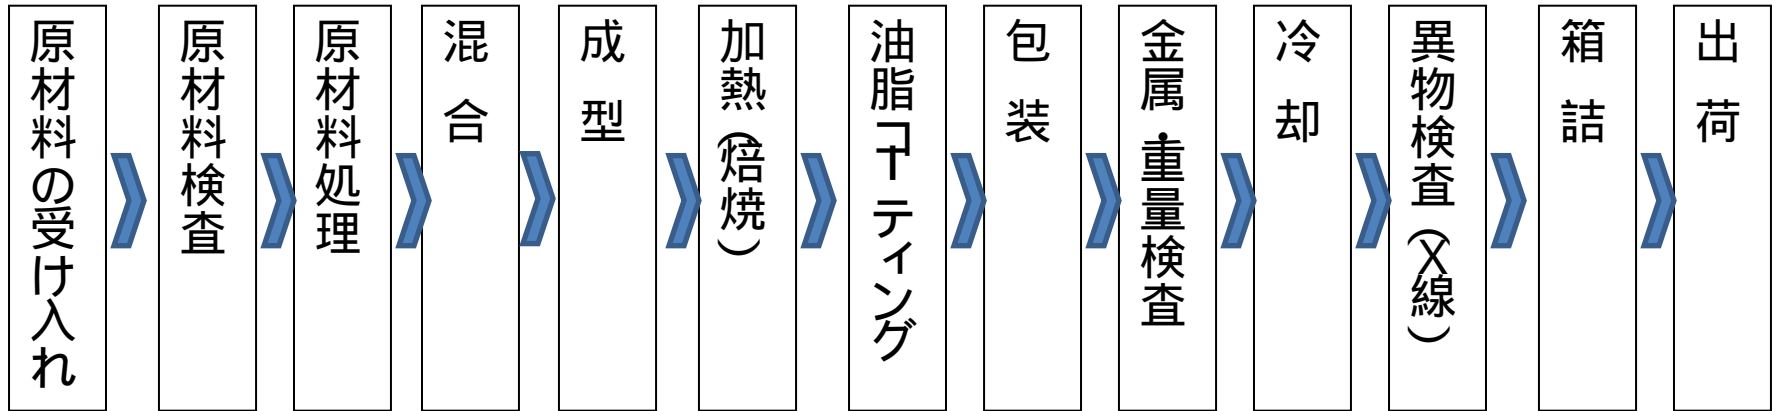 原材料の受け入れ
原材料検査
原材料処理
混合
成型
加熱(焙焼)
油脂コーティング
包装
金属・重量検査
冷却
異物検査(X線)
箱詰
出荷